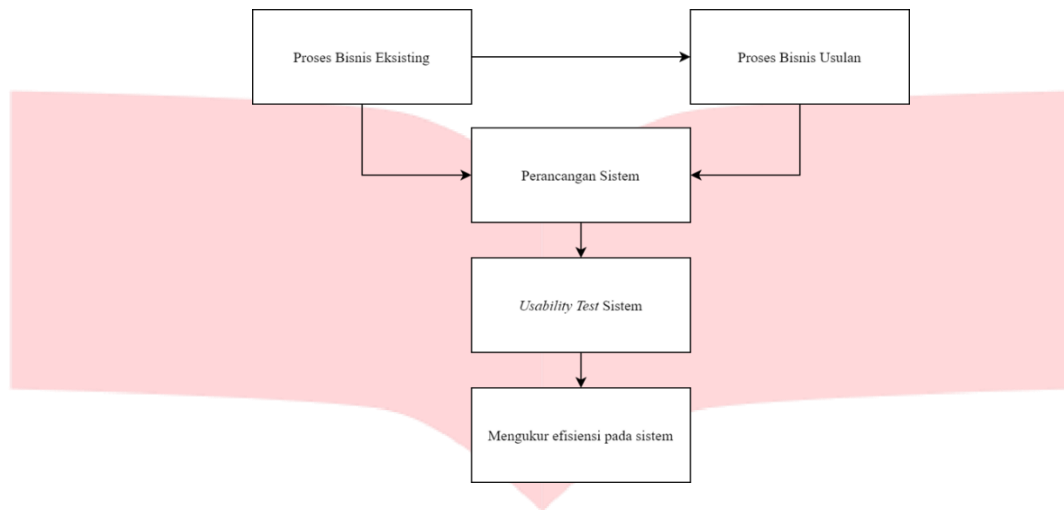 Proses Bisnis Eksisting
Proses Bisnis Usulan
Perancangan Sistem
Usability Test Sistem
Mengukur efisiensi pada sistem